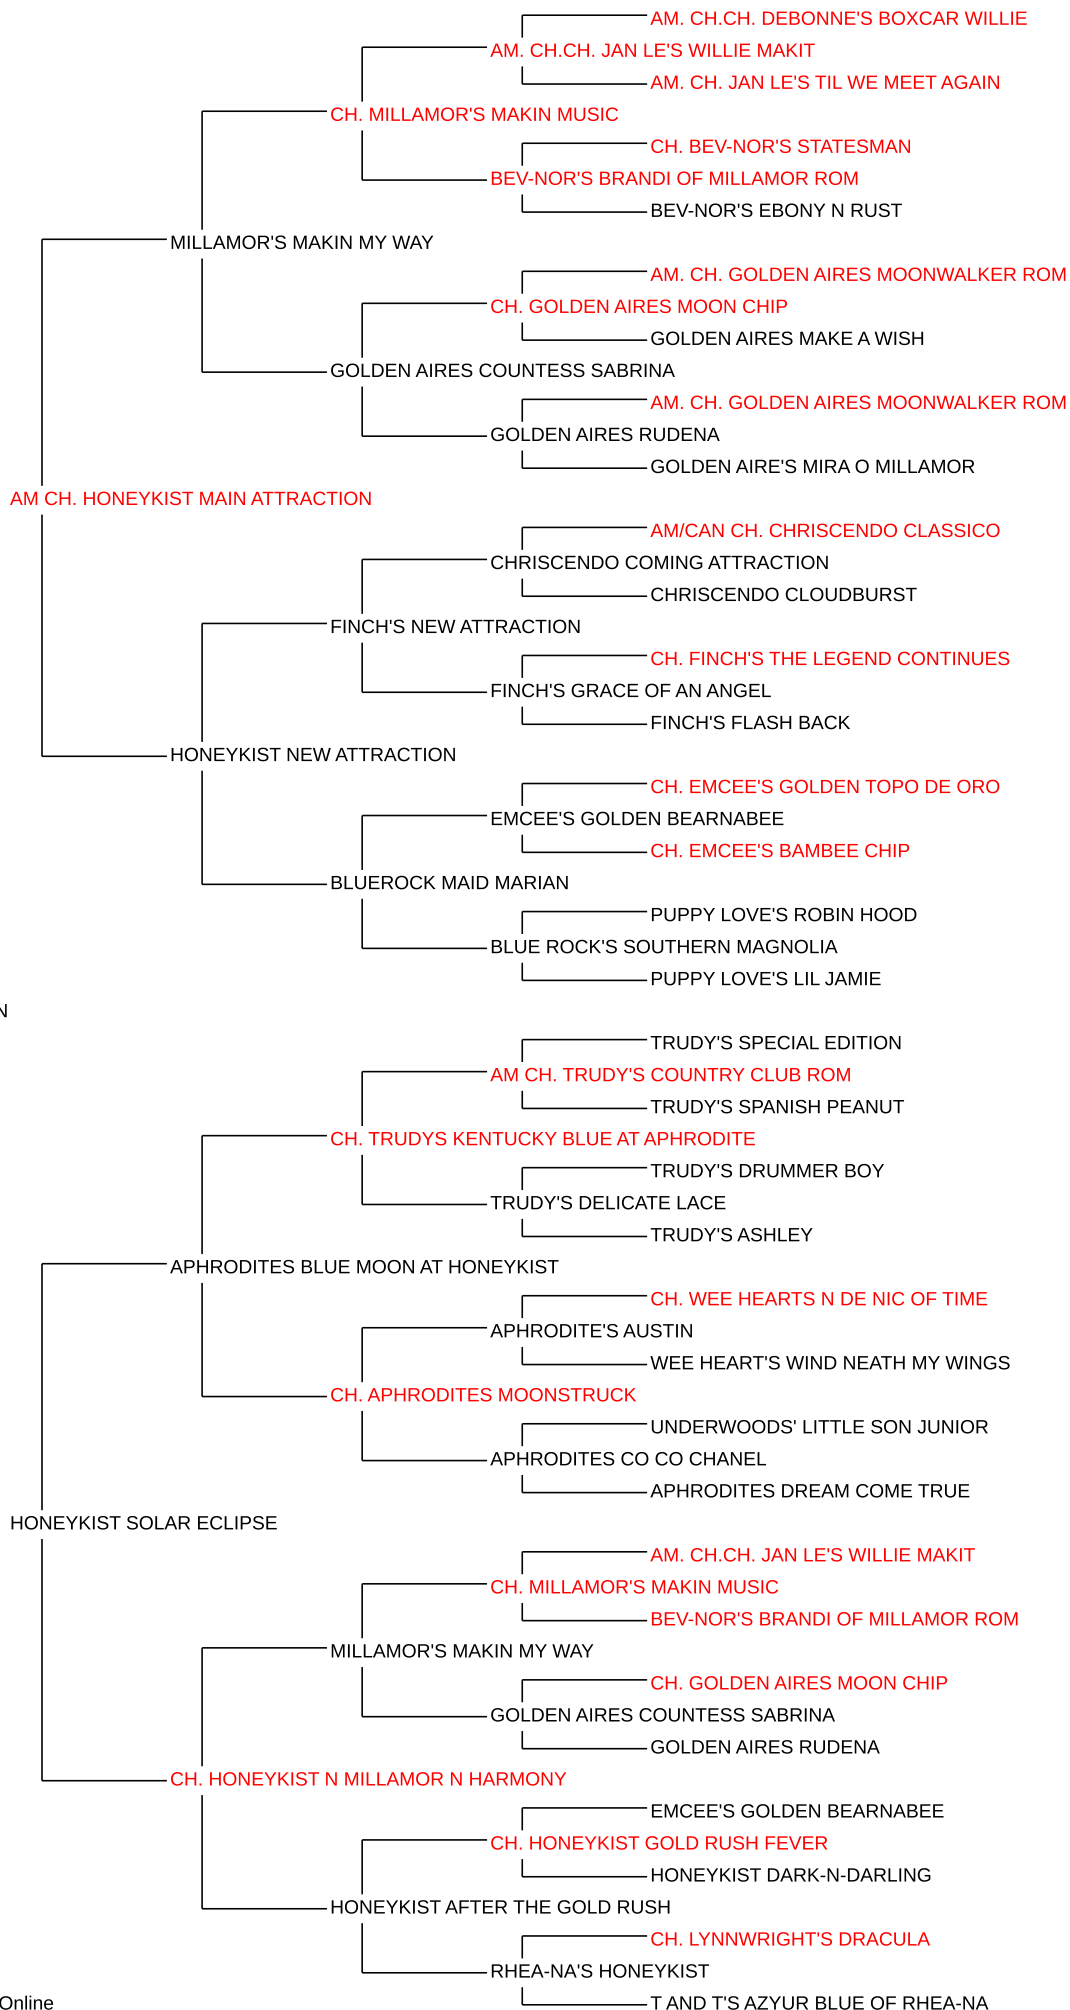 AM. CH.CH. DEBONNE'S BOXCAR WILLIE
AM. CH.CH. JAN LE'S WILLIE MAKIT
AM. CH. JAN LE'S TIL WE MEET AGAIN
CH. MILLAMOR'S MAKIN MUSIC
CH. BEV-NOR'S STATESMAN
BEV-NOR'S BRANDI OF MILLAMOR ROM
BEV-NOR'S EBONY N RUST
MILLAMOR'S MAKIN MY WAY
AM. CH. GOLDEN AIRES MOONWALKER ROM
CH. GOLDEN AIRES MOON CHIP
GOLDEN AIRES MAKE A WISH
GOLDEN AIRES COUNTESS SABRINA
AM. CH. GOLDEN AIRES MOONWALKER ROM
GOLDEN AIRES RUDENA
GOLDEN AIRE'S MIRA O MILLAMOR
AM CH. HONEYKIST MAIN ATTRACTION
AM/CAN CH. CHRISCENDO CLASSICO
CHRISCENDO COMING ATTRACTION
CHRISCENDO CLOUDBURST
FINCH'S NEW ATTRACTION
CH. FINCH'S THE LEGEND CONTINUES
FINCH'S GRACE OF AN ANGEL
FINCH'S FLASH BACK
HONEYKIST NEW ATTRACTION
CH. EMCEE'S GOLDEN TOPO DE ORO
EMCEE'S GOLDEN BEARNABEE
CH. EMCEE'S BAMBEE CHIP
BLUEROCK MAID MARIAN
PUPPY LOVE'S ROBIN HOOD
BLUE ROCK'S SOUTHERN MAGNOLIA
PUPPY LOVE'S LIL JAMIE
N
TRUDY'S SPECIAL EDITION
AM CH. TRUDY'S COUNTRY CLUB ROM
TRUDY'S SPANISH PEANUT
CH. TRUDYS KENTUCKY BLUE AT APHRODITE
TRUDY'S DRUMMER BOY
TRUDY'S DELICATE LACE
TRUDY'S ASHLEY
APHRODITES BLUE MOON AT HONEYKIST
CH. WEE HEARTS N DE NIC OF TIME
APHRODITE'S AUSTIN
WEE HEART'S WIND NEATH MY WINGS
CH. APHRODITES MOONSTRUCK
UNDERWOODS' LITTLE SON JUNIOR
APHRODITES CO CO CHANEL
APHRODITES DREAM COME TRUE
HONEYKIST SOLAR ECLIPSE
AM. CH.CH. JAN LE'S WILLIE MAKIT
CH. MILLAMOR'S MAKIN MUSIC
BEV-NOR'S BRANDI OF MILLAMOR ROM
MILLAMOR'S MAKIN MY WAY
CH. GOLDEN AIRES MOON CHIP
GOLDEN AIRES COUNTESS SABRINA
GOLDEN AIRES RUDENA
CH. HONEYKIST N MILLAMOR N HARMONY
EMCEE'S GOLDEN BEARNABEE
CH. HONEYKIST GOLD RUSH FEVER
HONEYKIST DARK-N-DARLING
HONEYKIST AFTER THE GOLD RUSH
CH. LYNNWRIGHT'S DRACULA
RHEA-NA'S HONEYKIST
T AND T'S AZYUR BLUE OF RHEA-NA
Online